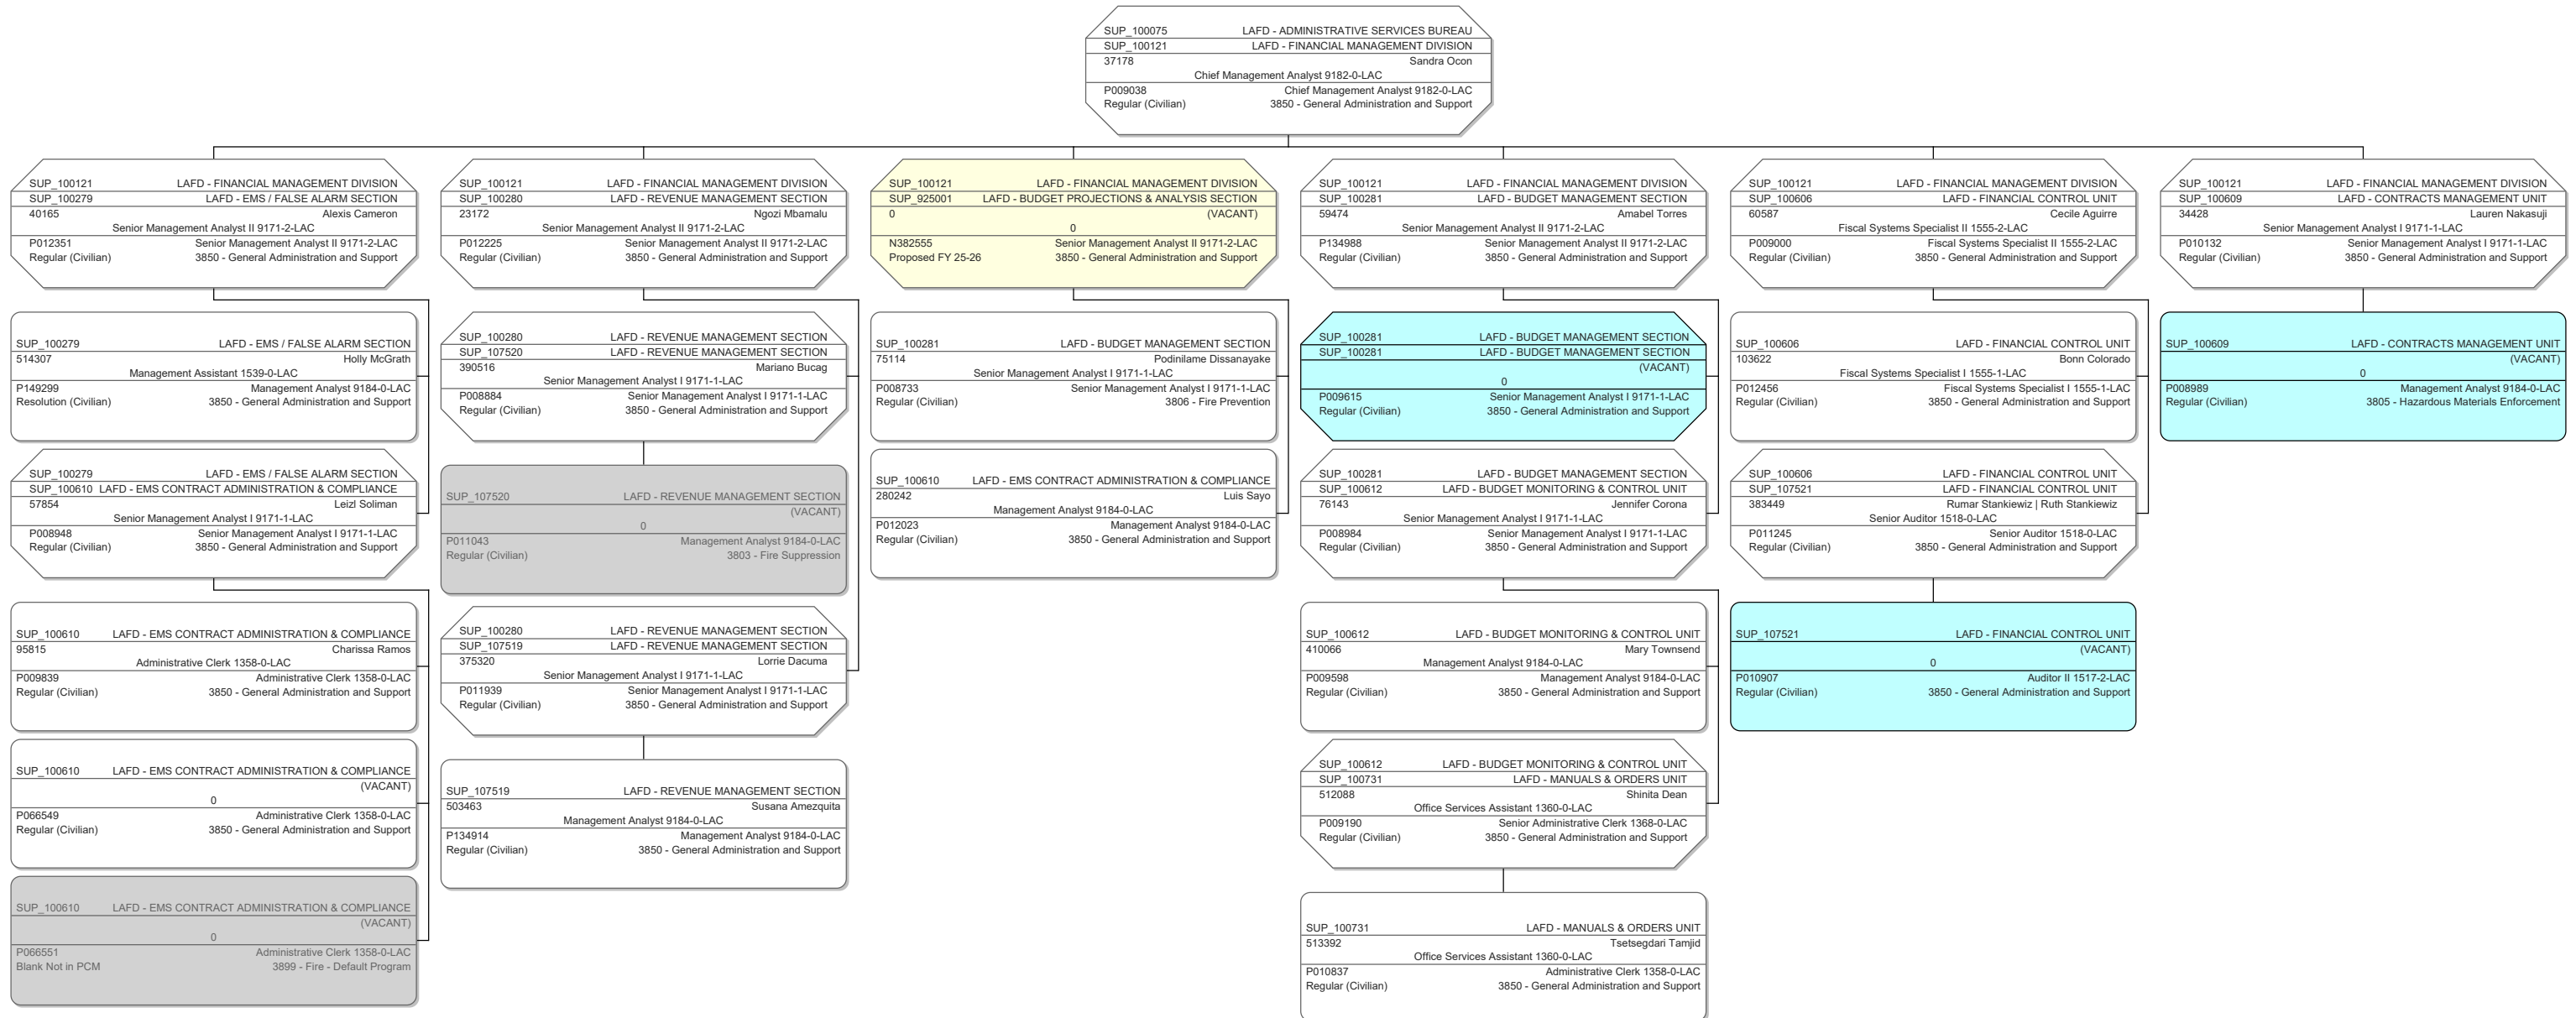 SUP_100075 LAFD - ADMINISTRATIVE SERVICES BUREAU
SUP_100121 LAFD - FINANCIAL MANAGEMENT DIVISION
37178 Sandra Ocon
Chief Management Analyst 9182-0-LAC
P009038 Chief Management Analyst 9182-0-LAC
Regular (Civilian) 3850 - General Administration and Support
SUP_100121 LAFD - FINANCIAL MANAGEMENT DIVISION
SUP_100279 LAFD - EMS / FALSE ALARM SECTION
40165 Alexis Cameron
Senior Management Analyst II 9171-2-LAC
P012351 Senior Management Analyst II 9171-2-LAC
Regular (Civilian) 3850 - General Administration and Support
SUP_100279 LAFD - EMS / FALSE ALARM SECTION
514307 Holly McGrath
Management Assistant 1539-0-LAC
P149299 Management Analyst 9184-0-LAC
Resolution (Civilian) 3850 - General Administration and Support
SUP_100279 LAFD - EMS / FALSE ALARM SECTION
SUP_100610 LAFD - EMS CONTRACT ADMINISTRATION & COMPLIANCE
57854 Leizl Soliman
Senior Management Analyst I 9171-1-LAC
P008948 Senior Management Analyst I 9171-1-LAC
Regular (Civilian) 3850 - General Administration and Support
SUP_100610 LAFD - EMS CONTRACT ADMINISTRATION & COMPLIANCE
95815 Charissa Ramos
Administrative Clerk 1358-0-LAC
P009839 Administrative Clerk 1358-0-LAC
Regular (Civilian) 3850 - General Administration and Support
SUP_100610 LAFD - EMS CONTRACT ADMINISTRATION & COMPLIANCE
(VACANT)
0
P066549 Administrative Clerk 1358-0-LAC
Regular (Civilian) 3850 - General Administration and Support
SUP_100610 LAFD - EMS CONTRACT ADMINISTRATION & COMPLIANCE
(VACANT)
0
P066551 Administrative Clerk 1358-0-LAC
Blank Not in PCM 3899 - Fire - Default Program
SUP_100121 LAFD - FINANCIAL MANAGEMENT DIVISION
SUP_100280 LAFD - REVENUE MANAGEMENT SECTION
23172 Ngozi Mbamalu
Senior Management Analyst II 9171-2-LAC
P012225 Senior Management Analyst II 9171-2-LAC
Regular (Civilian) 3850 - General Administration and Support
SUP_100280 LAFD - REVENUE MANAGEMENT SECTION
SUP_107520 LAFD - REVENUE MANAGEMENT SECTION
390516 Mariano Bucag
Senior Management Analyst I 9171-1-LAC
P008884 Senior Management Analyst I 9171-1-LAC
Regular (Civilian) 3850 - General Administration and Support
SUP_107520 LAFD - REVENUE MANAGEMENT SECTION
(VACANT)
0
P011043 Management Analyst 9184-0-LAC
Regular (Civilian) 3803 - Fire Suppression
SUP_100280 LAFD - REVENUE MANAGEMENT SECTION
SUP_107519 LAFD - REVENUE MANAGEMENT SECTION
375320 Lorrie Dacuma
Senior Management Analyst I 9171-1-LAC
P011939 Senior Management Analyst I 9171-1-LAC
Regular (Civilian) 3850 - General Administration and Support
SUP_107519 LAFD - REVENUE MANAGEMENT SECTION
503463 Susana Amezquita
Management Analyst 9184-0-LAC
P134914 Management Analyst 9184-0-LAC
Regular (Civilian) 3850 - General Administration and Support
SUP_100121 LAFD - FINANCIAL MANAGEMENT DIVISION
SUP_925001 LAFD - BUDGET PROJECTIONS & ANALYSIS SECTION
0 (VACANT)
0
N382555 Senior Management Analyst II 9171-2-LAC
Proposed FY 25-26 3850 - General Administration and Support
SUP_100281 LAFD - BUDGET MANAGEMENT SECTION
75114 Podinilame Dissanayake
Senior Management Analyst I 9171-1-LAC
P008733 Senior Management Analyst I 9171-1-LAC
Regular (Civilian) 3806 - Fire Prevention
SUP_100610 LAFD - EMS CONTRACT ADMINISTRATION & COMPLIANCE
280242 Luis Sayo
Management Analyst 9184-0-LAC
P012023 Management Analyst 9184-0-LAC
Regular (Civilian) 3850 - General Administration and Support
SUP_100121 LAFD - FINANCIAL MANAGEMENT DIVISION
SUP_100281 LAFD - BUDGET MANAGEMENT SECTION
59474 Amabel Torres
Senior Management Analyst II 9171-2-LAC
P134988 Senior Management Analyst II 9171-2-LAC
Regular (Civilian) 3850 - General Administration and Support
SUP_100281 LAFD - BUDGET MANAGEMENT SECTION
SUP_100281 LAFD - BUDGET MANAGEMENT SECTION
(VACANT)
0
P009615 Senior Management Analyst I 9171-1-LAC
Regular (Civilian) 3850 - General Administration and Support
SUP_100281 LAFD - BUDGET MANAGEMENT SECTION
SUP_100612 LAFD - BUDGET MONITORING & CONTROL UNIT
76143 Jennifer Corona
Senior Management Analyst I 9171-1-LAC
P008984 Senior Management Analyst I 9171-1-LAC
Regular (Civilian) 3850 - General Administration and Support
SUP_100612 LAFD - BUDGET MONITORING & CONTROL UNIT
410066 Mary Townsend
Management Analyst 9184-0-LAC
P009598 Management Analyst 9184-0-LAC
Regular (Civilian) 3850 - General Administration and Support
SUP_100612 LAFD - BUDGET MONITORING & CONTROL UNIT
SUP_100731 LAFD - MANUALS & ORDERS UNIT
512088 Shinita Dean
Office Services Assistant 1360-0-LAC
P009190 Senior Administrative Clerk 1368-0-LAC
Regular (Civilian) 3850 - General Administration and Support
SUP_100731 LAFD - MANUALS & ORDERS UNIT
513392 Tsetsegdari Tamjid
Office Services Assistant 1360-0-LAC
P010837 Administrative Clerk 1358-0-LAC
Regular (Civilian) 3850 - General Administration and Support
SUP_100121 LAFD - FINANCIAL MANAGEMENT DIVISION
SUP_100606 LAFD - FINANCIAL CONTROL UNIT
60587 Cecile Aguirre
Fiscal Systems Specialist II 1555-2-LAC
P009000 Fiscal Systems Specialist II 1555-2-LAC
Regular (Civilian) 3850 - General Administration and Support
SUP_100606 LAFD - FINANCIAL CONTROL UNIT
103622 Bonn Colorado
Fiscal Systems Specialist I 1555-1-LAC
P012456 Fiscal Systems Specialist I 1555-1-LAC
Regular (Civilian) 3850 - General Administration and Support
SUP_100606 LAFD - FINANCIAL CONTROL UNIT
SUP_107521 LAFD - FINANCIAL CONTROL UNIT
383449 Rumar Stankiewiz | Ruth Stankiewiz
Senior Auditor 1518-0-LAC
P011245 Senior Auditor 1518-0-LAC
Regular (Civilian) 3850 - General Administration and Support
SUP_107521 LAFD - FINANCIAL CONTROL UNIT
(VACANT)
0
P010907 Auditor II 1517-2-LAC
Regular (Civilian) 3850 - General Administration and Support
SUP_100121 LAFD - FINANCIAL MANAGEMENT DIVISION
SUP_100609 LAFD - CONTRACTS MANAGEMENT UNIT
34428 Lauren Nakasuji
Senior Management Analyst I 9171-1-LAC
P010132 Senior Management Analyst I 9171-1-LAC
Regular (Civilian) 3850 - General Administration and Support
SUP_100609 LAFD - CONTRACTS MANAGEMENT UNIT
(VACANT)
0
P008989 Management Analyst 9184-0-LAC
Regular (Civilian) 3805 - Hazardous Materials Enforcement